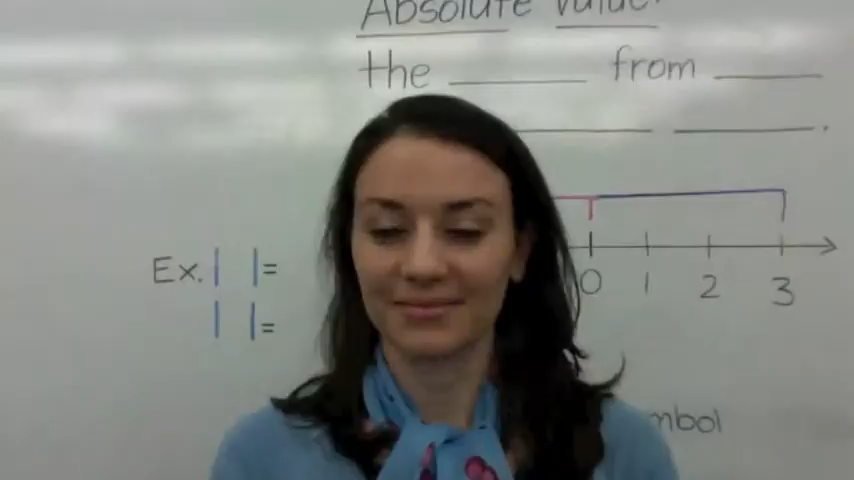 Absolute Value:
the ______ from ______
______ ______.
Ex. |  | =
|  | =
0 1 2 3
mbol